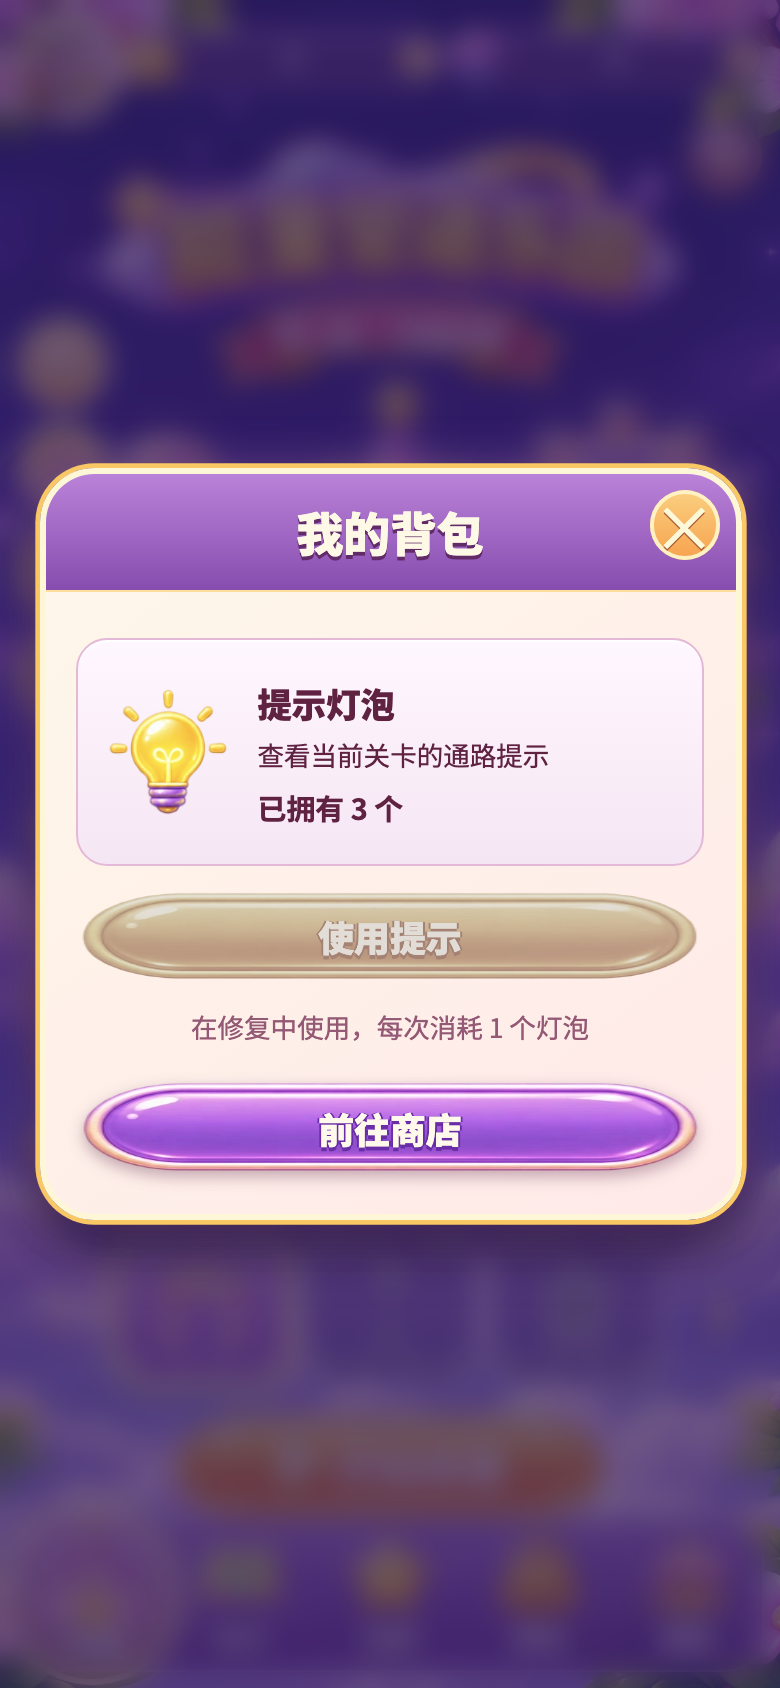 我的背包
提示灯泡
查看当前关卡的通路提示
已拥有 3 个
使用提示
在修复中使用，每次消耗 1 个灯泡
前往商店